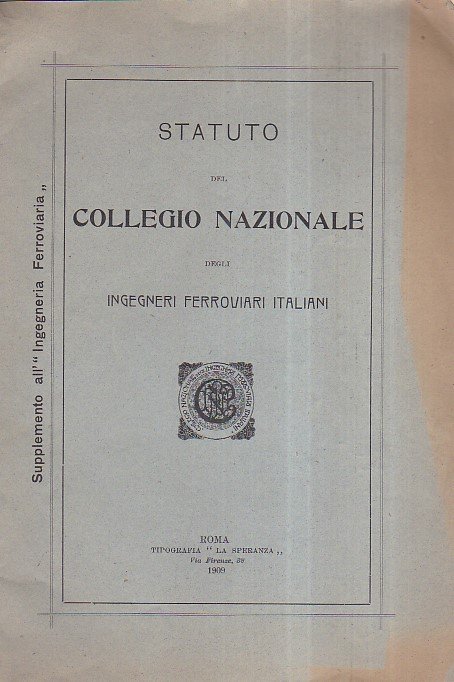 STATUTO
DEL
COLLEGIO NAZIONALE
DEGLI
INGEGNERI FERROVIARI ITALIANI
ROMA
TIPOGRAFIA " LA SPERANZA „
Via Firenze, 38
1909
Supplemento all' " Ingegneria Ferroviaria „